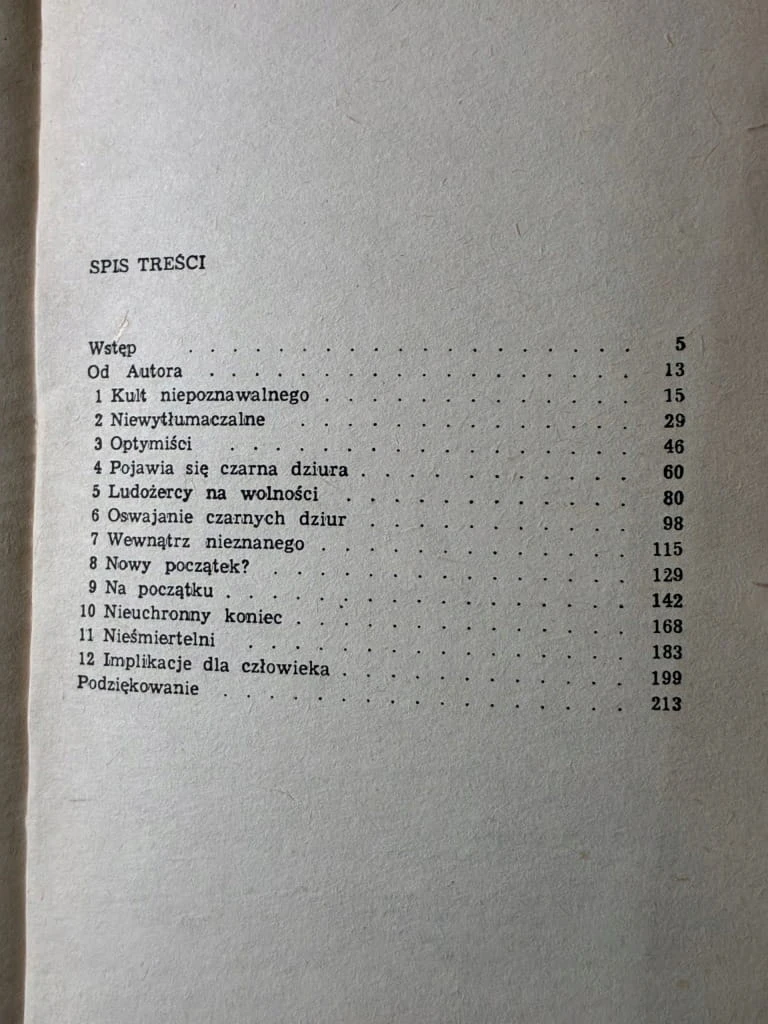 SPIS TREŚCI
Wstęp . . . . . . . . . . . . . . . . . . 5
Od Autora . . . . . . . . . . . . . . . . . 13
1 Kult niepoznawalnego . . . . . . . . . . . . . 15
2 Niewytłumaczalne . . . . . . . . . . . . . . 29
3 Optymiści . . . . . . . . . . . . . . . . 46
4 Pojawia się czarna dziura . . . . . . . . . . . 60
5 Ludożercy na wolności . . . . . . . . . . . . 80
6 Oswajanie czarnych dziur . . . . . . . . . . . 98
7 Wewnątrz nieznanego . . . . . . . . . . . . . 115
8 Nowy początek? . . . . . . . . . . . . . . 129
9 Na początku . . . . . . . . . . . . . . . . 142
10 Nieuchronny koniec . . . . . . . . . . . . . 168
11 Nieśmiertelni . . . . . . . . . . . . . . . 183
12 Implikacje dla człowieka . . . . . . . . . . . . 199
Podziękowanie . . . . . . . . . . . . . . . . 213